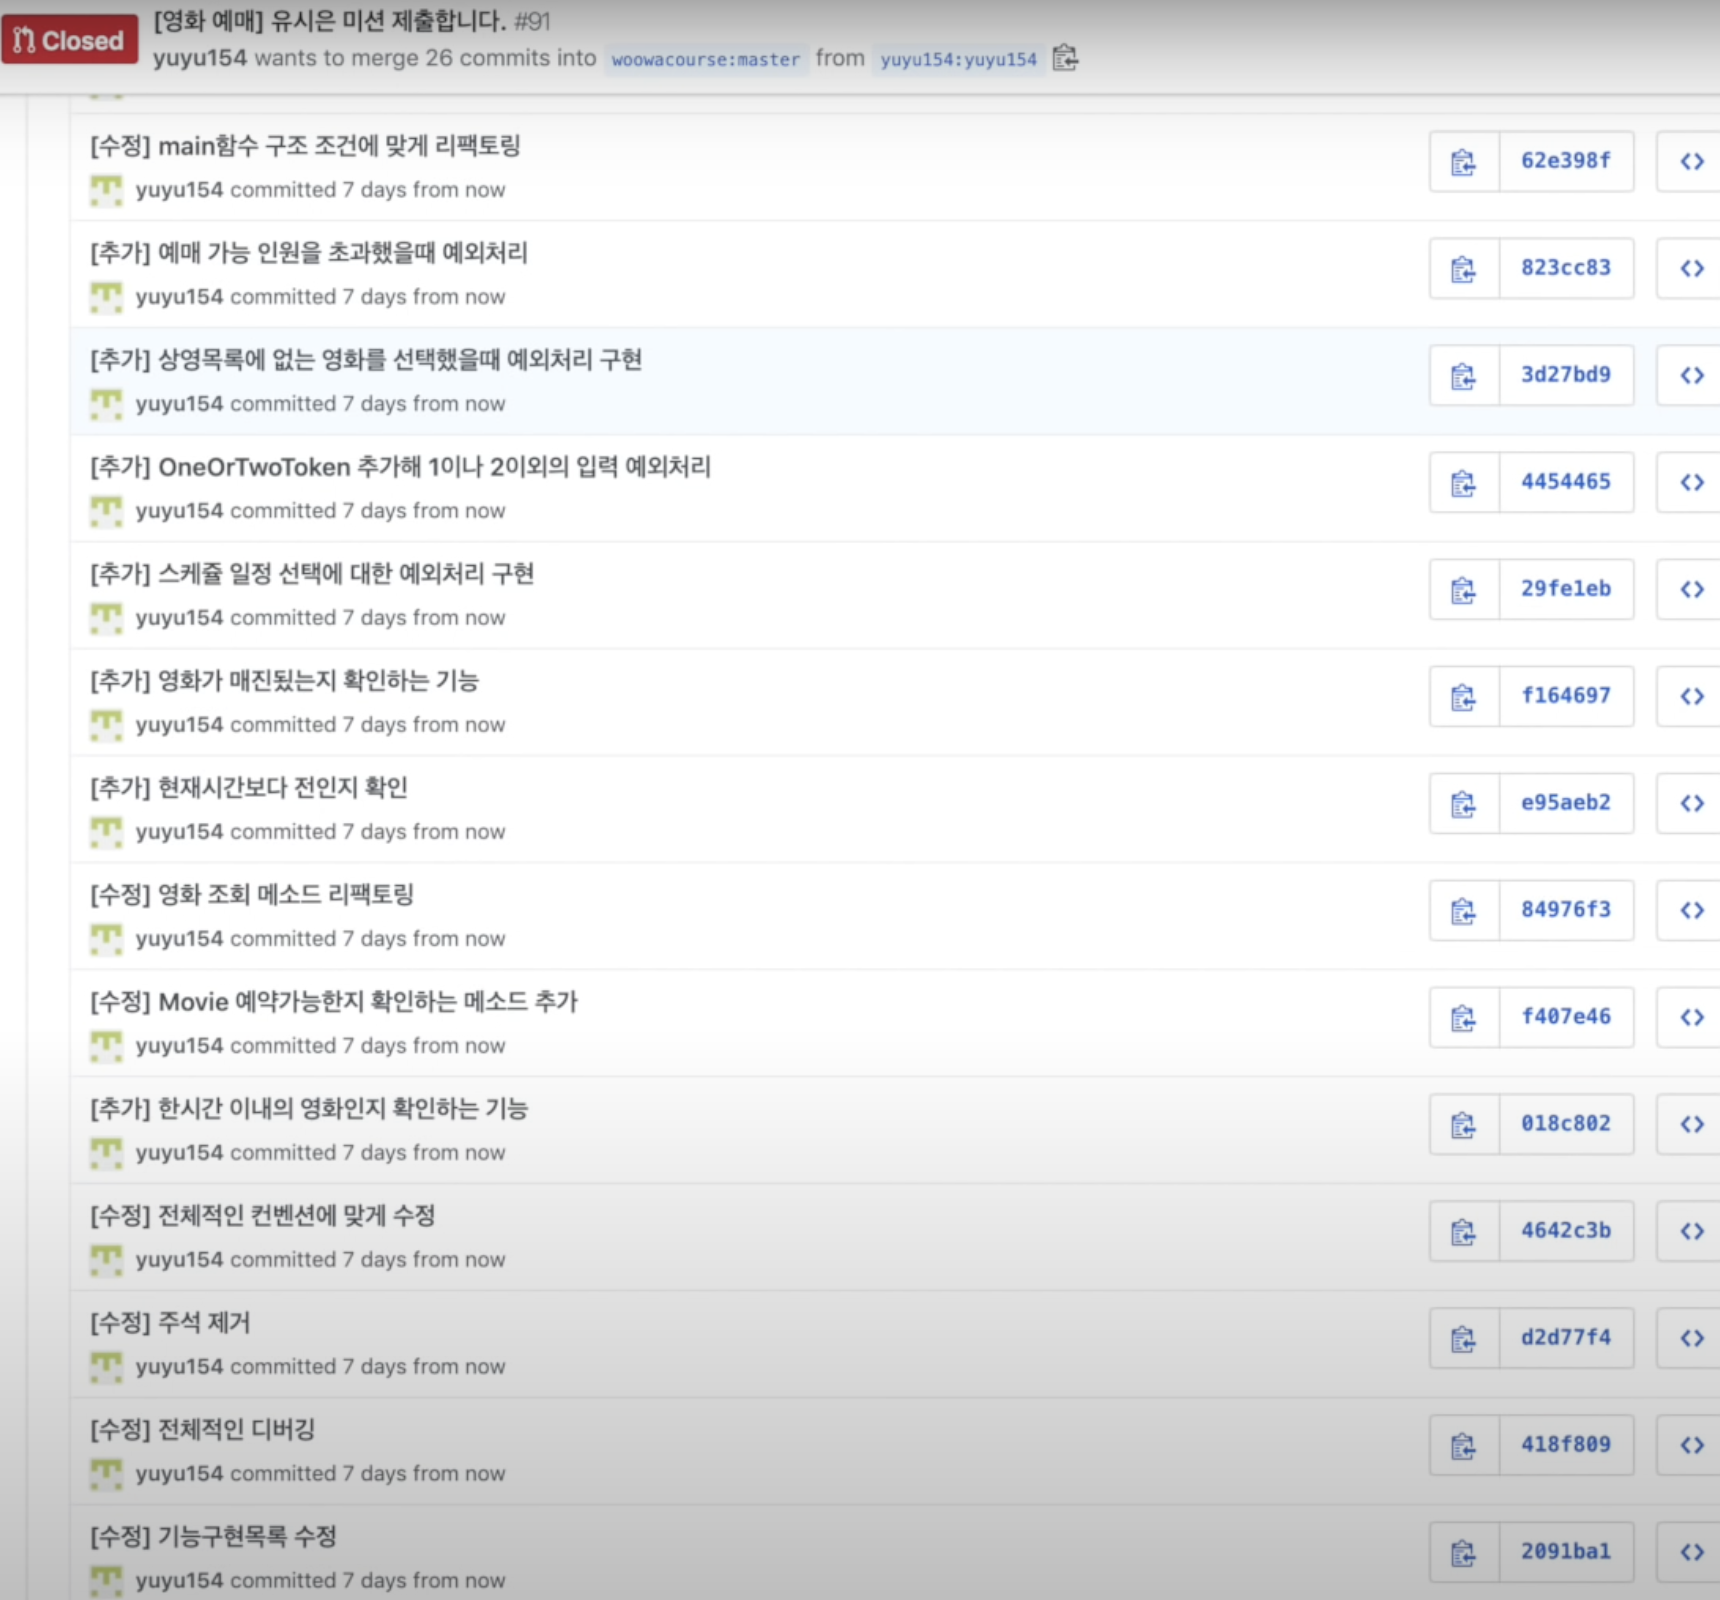 Closed
[영화 예매] 유시은 미션 제출합니다. #91
yuyu154 wants to merge 26 commits into woowacourse:master from yuyu154:yuyu154
[수정] main함수 구조 조건에 맞게 리팩토링
yuyu154 committed 7 days from now
62e398f
[추가] 예매 가능 인원을 초과했을때 예외처리
yuyu154 committed 7 days from now
823cc83
[추가] 상영목록에 없는 영화를 선택했을때 예외처리 구현
yuyu154 committed 7 days from now
3d27bd9
[추가] OneOrTwoToken 추가해 1이나 2이외의 입력 예외처리
yuyu154 committed 7 days from now
4454465
[추가] 스케쥴 일정 선택에 대한 예외처리 구현
yuyu154 committed 7 days from now
29fe1eb
[추가] 영화가 매진됬는지 확인하는 기능
yuyu154 committed 7 days from now
f164697
[추가] 현재시간보다 전인지 확인
yuyu154 committed 7 days from now
e95aeb2
[수정] 영화 조회 메소드 리팩토링
yuyu154 committed 7 days from now
84976f3
[수정] Movie 예약가능한지 확인하는 메소드 추가
yuyu154 committed 7 days from now
f407e46
[추가] 한시간 이내의 영화인지 확인하는 기능
yuyu154 committed 7 days from now
018c802
[수정] 전체적인 컨벤션에 맞게 수정
yuyu154 committed 7 days from now
4642c3b
[수정] 주석 제거
yuyu154 committed 7 days from now
d2d77f4
[수정] 전체적인 디버깅
yuyu154 committed 7 days from now
418f809
[수정] 기능구현목록 수정
yuyu154 committed 7 days from now
2091ba1